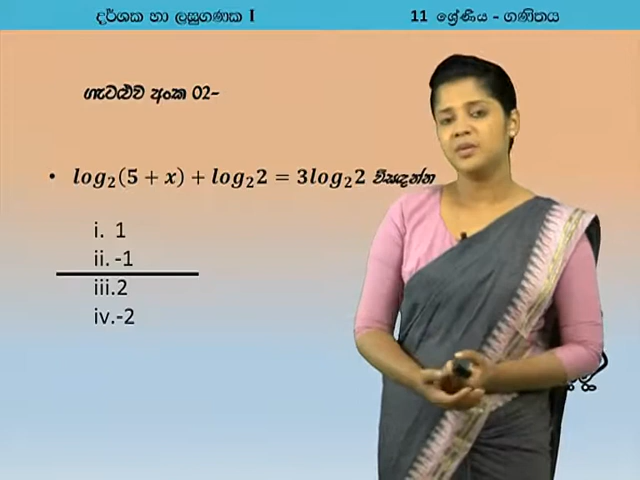 දර්ශක හා ලඝුගණක I
11 ශ්‍රේණිය - ගණිතය
ගැටළුව අංක 02-
• log₂(5 + x) + log₂2 = 3log₂2 විසඳන්න
i. 1
ii. -1
iii.2
iv.-2